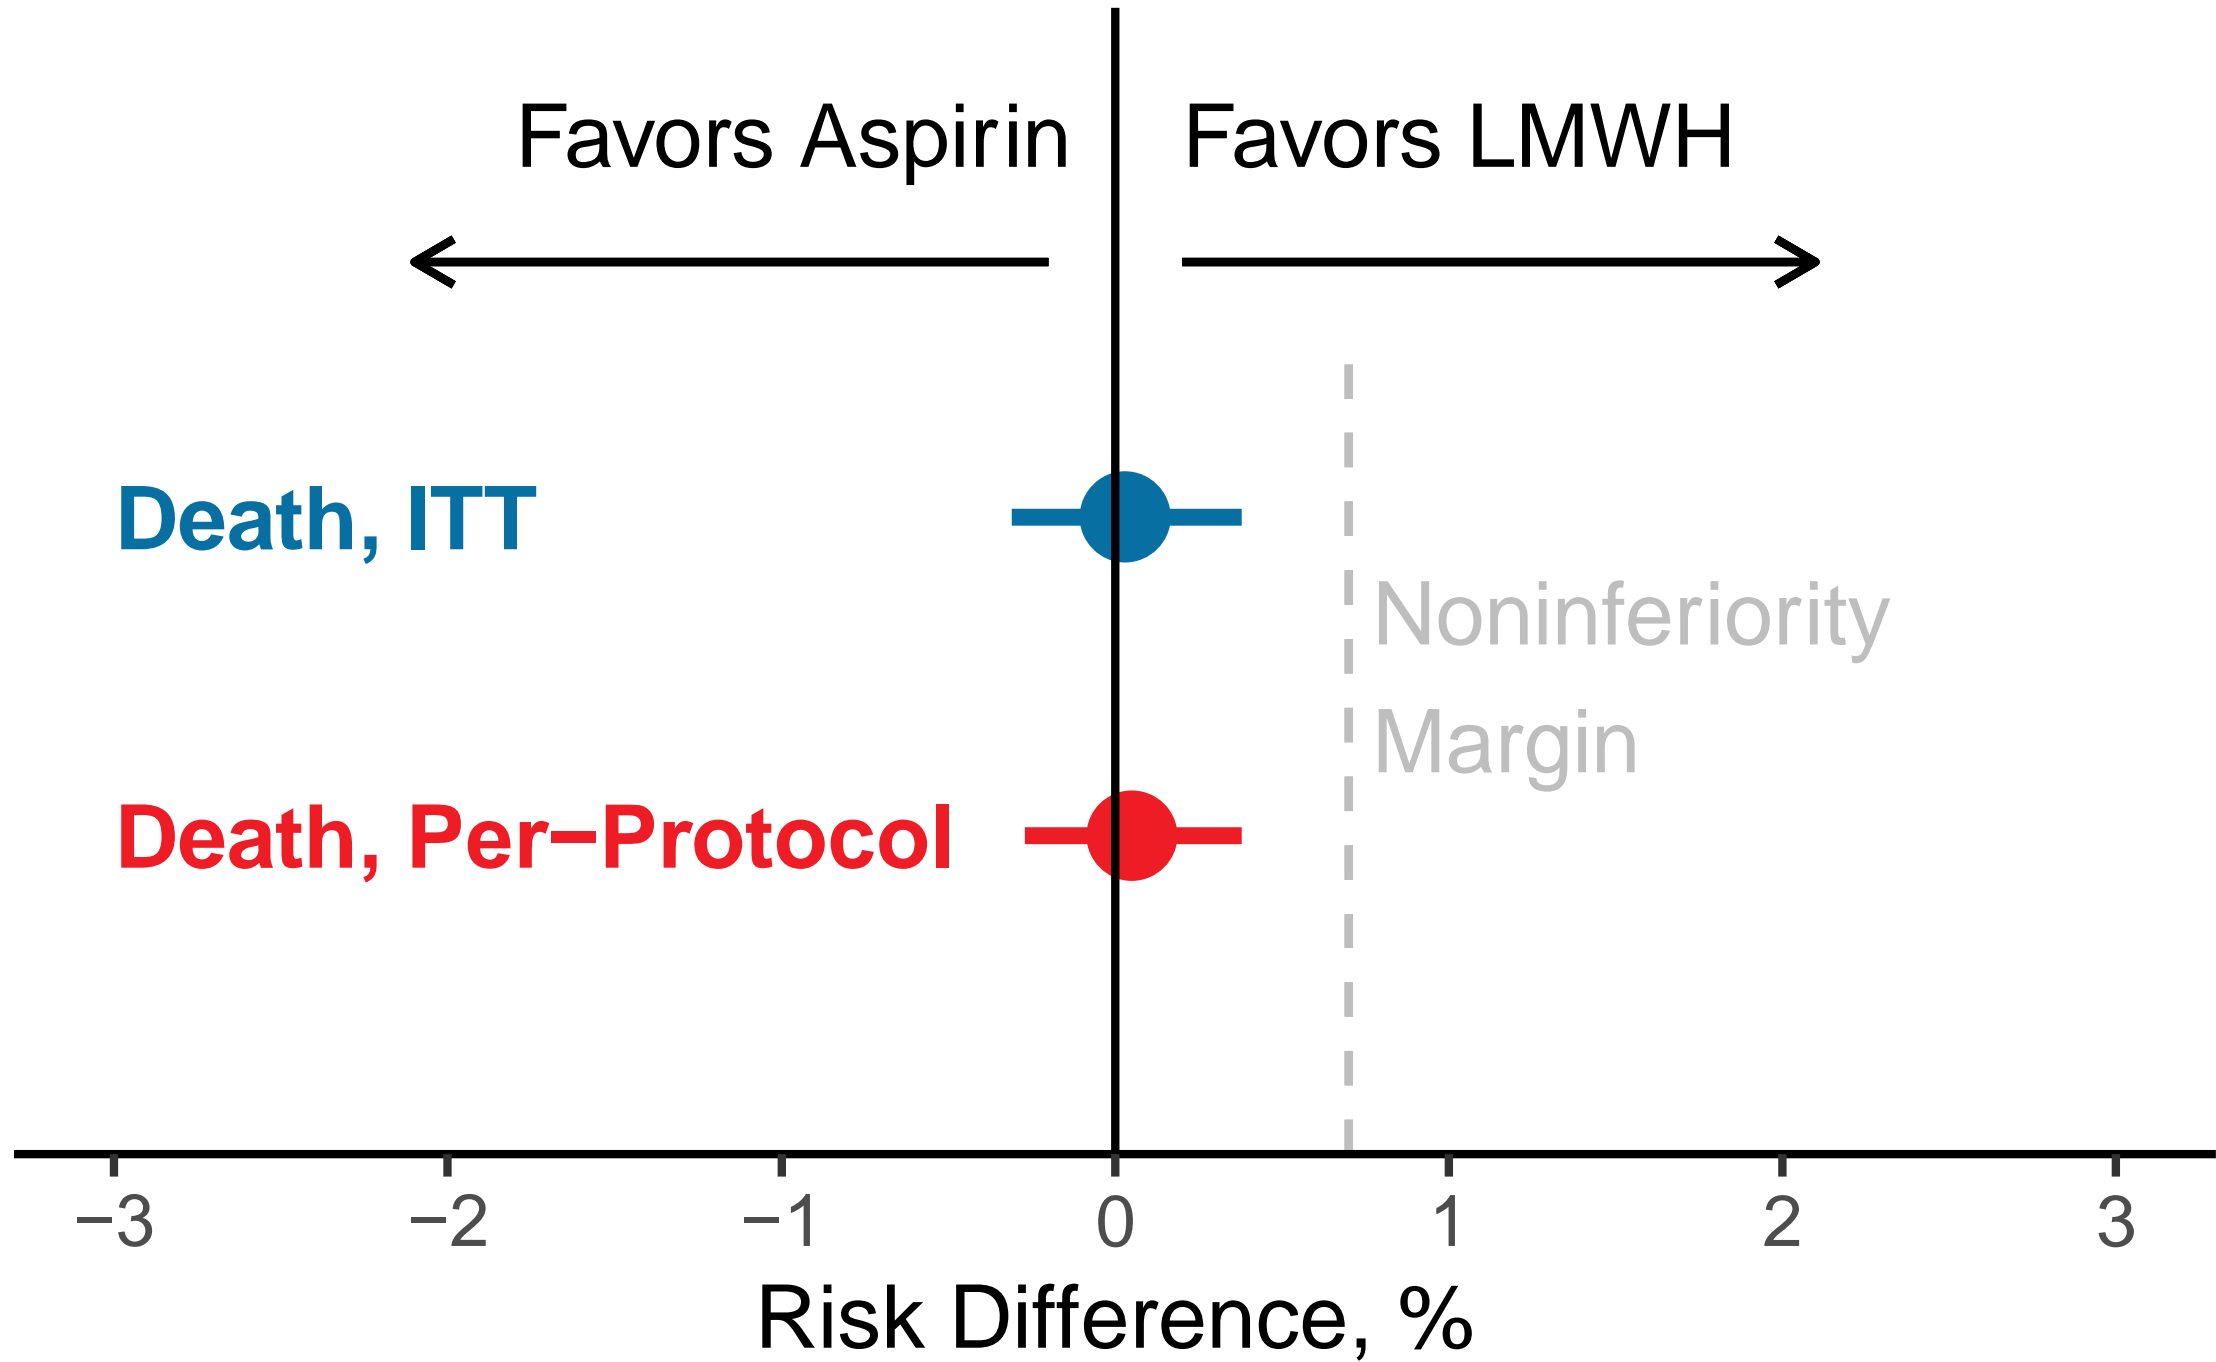 Favors Aspirin Favors LMWH
Death, ITT
Noninferiority
Margin
Death, Per−Protocol
−3 −2 −1 0 1 2 3
Risk Difference, %